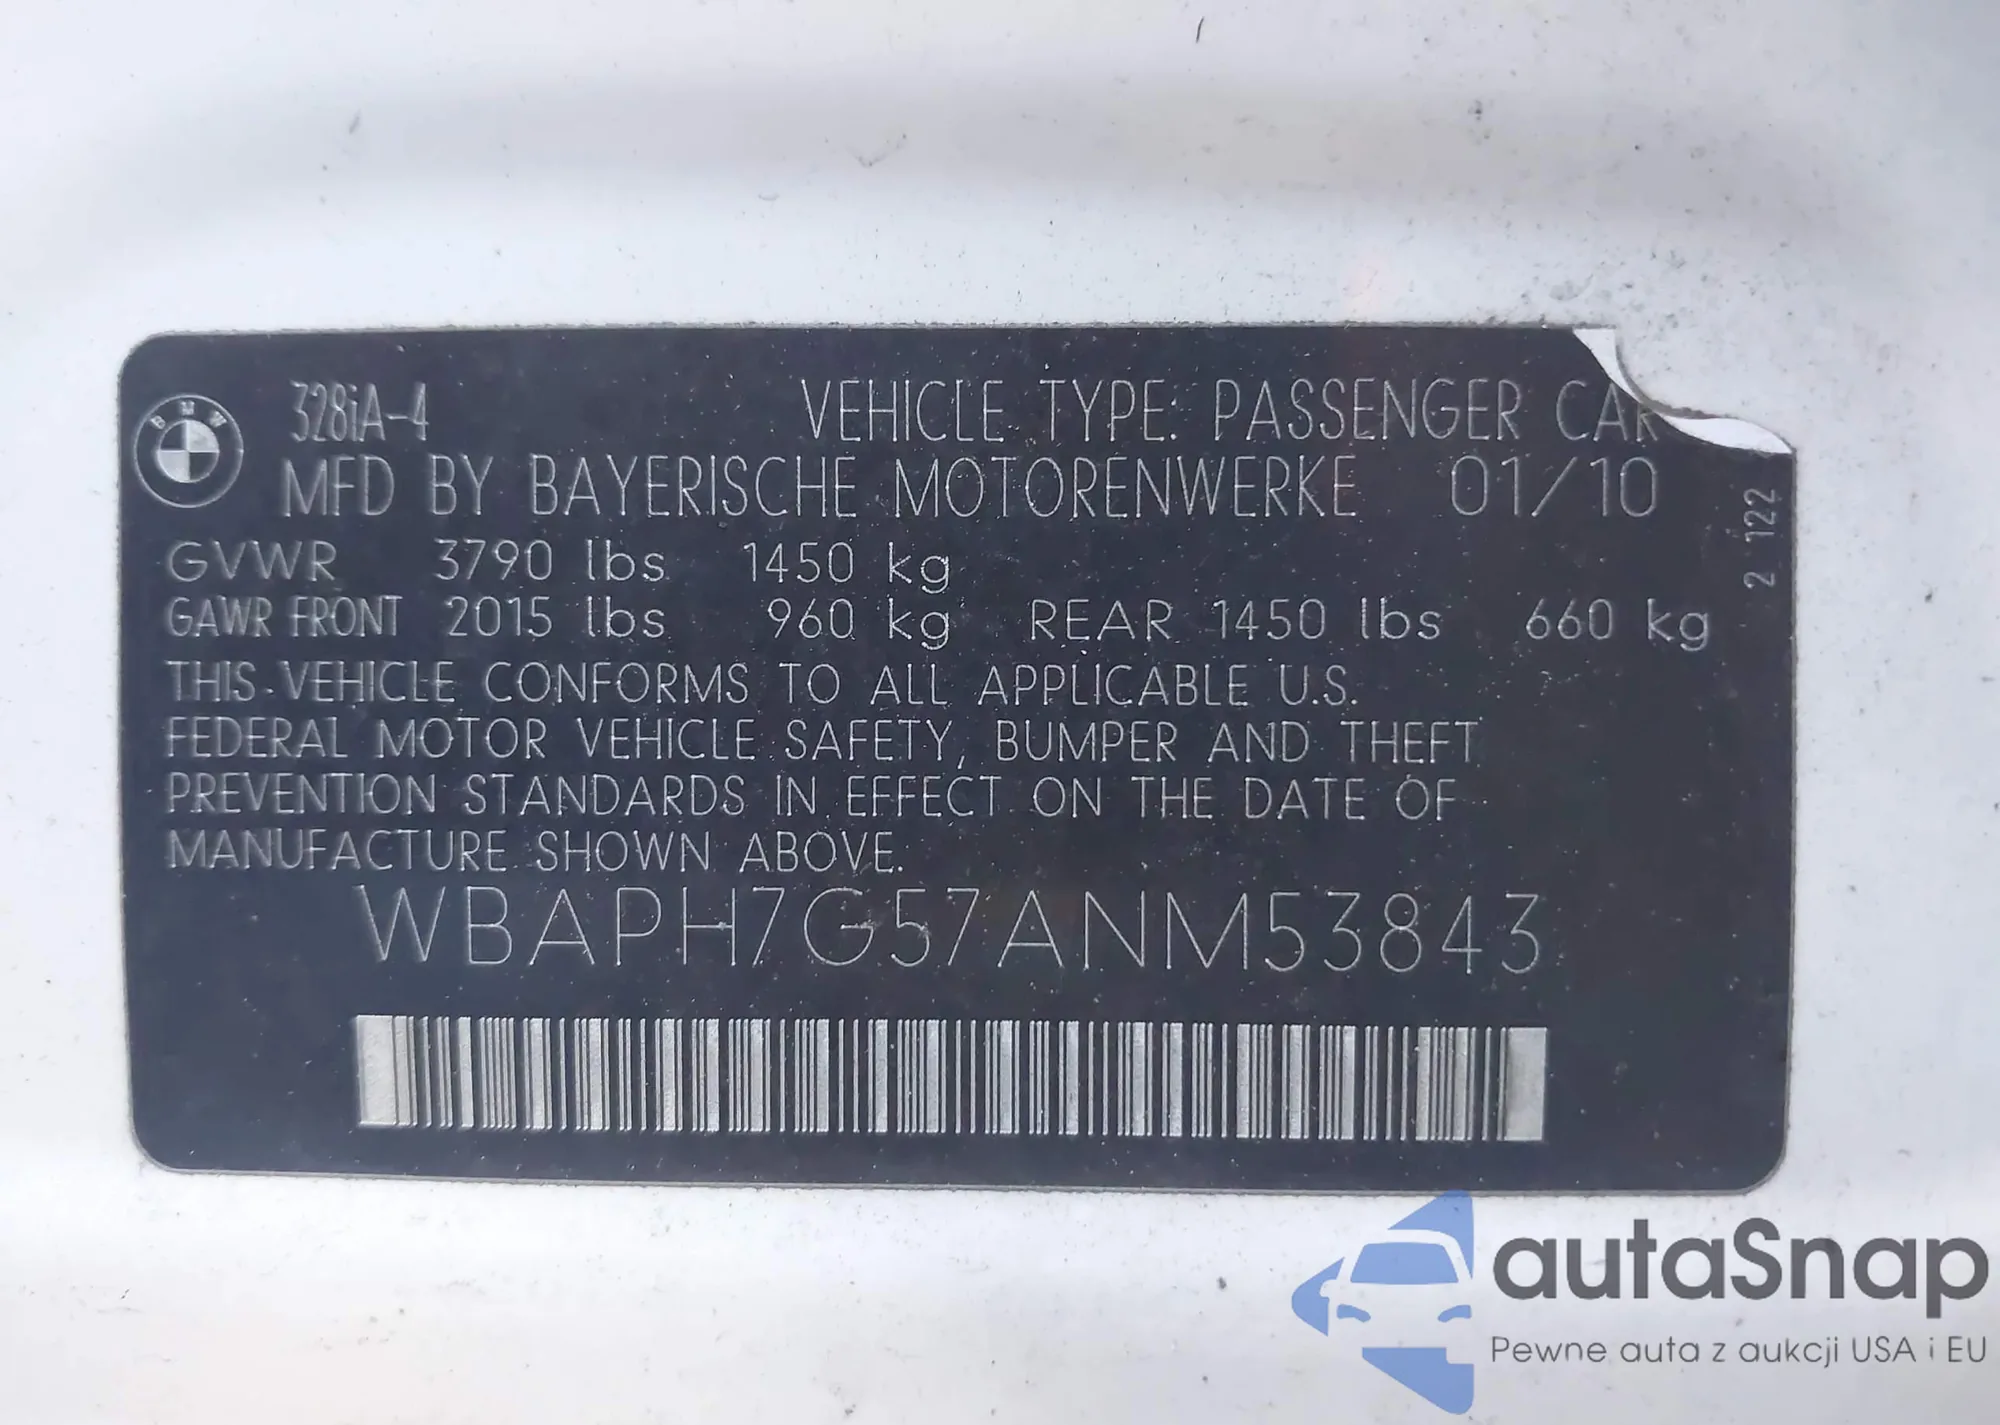 BMW
328iA-4 VEHICLE TYPE: PASSENGER CAR
MFD BY BAYERISCHE MOTORENWERKE 01/10
GVWR 3790 lbs 1450 kg
GAWR FRONT 2015 lbs 960 kg REAR 1450 lbs 660 kg
THIS VEHICLE CONFORMS TO ALL APPLICABLE U.S.
FEDERAL MOTOR VEHICLE SAFETY, BUMPER AND THEFT
PREVENTION STANDARDS IN EFFECT ON THE DATE OF
MANUFACTURE SHOWN ABOVE.
WBAPH7G57ANM53843
2 122
autaSnap
Pewne auta z aukcji USA i EU